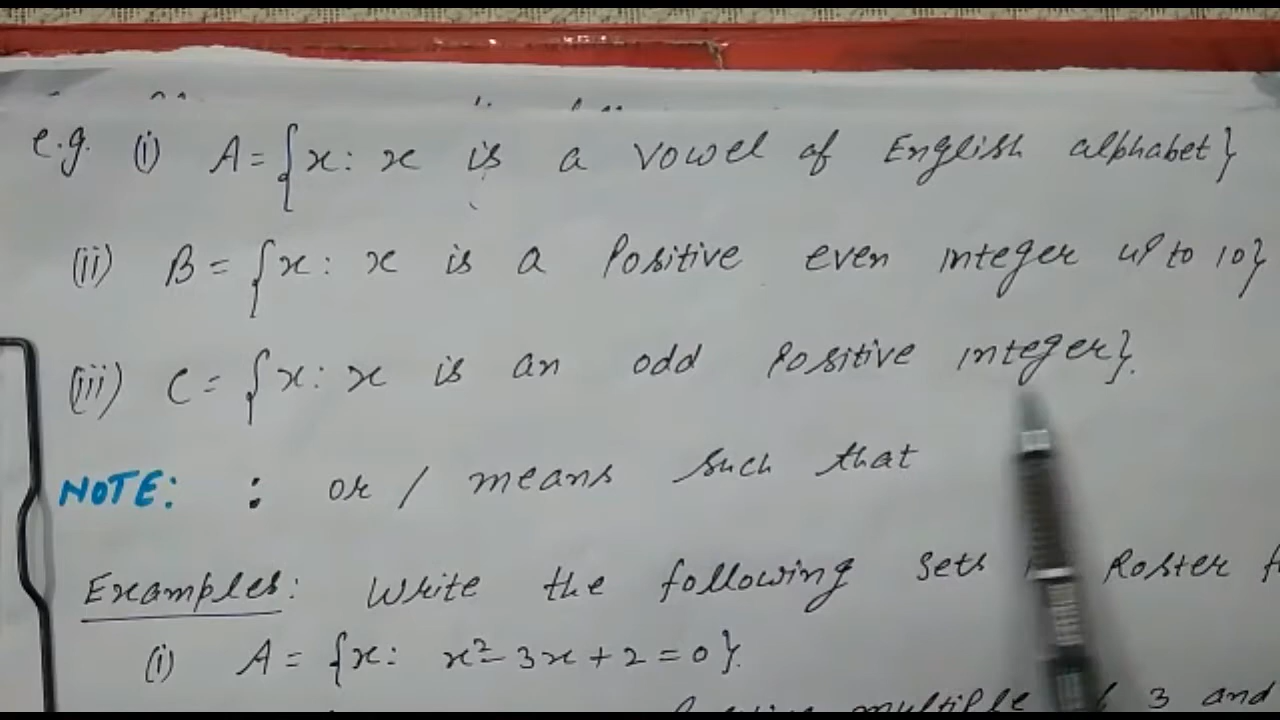 e.g. (i) A = {x : x is a vowel of English alphabet}
(ii) B = {x : x is a Positive even integer up to 10}
(iii) C = {x : x is an odd Positive integer}.
NOTE: : or / means such that
Examples: Write the following sets Roster
(i) A = {x : x² - 3x + 2 = 0}.
multiple 3 and